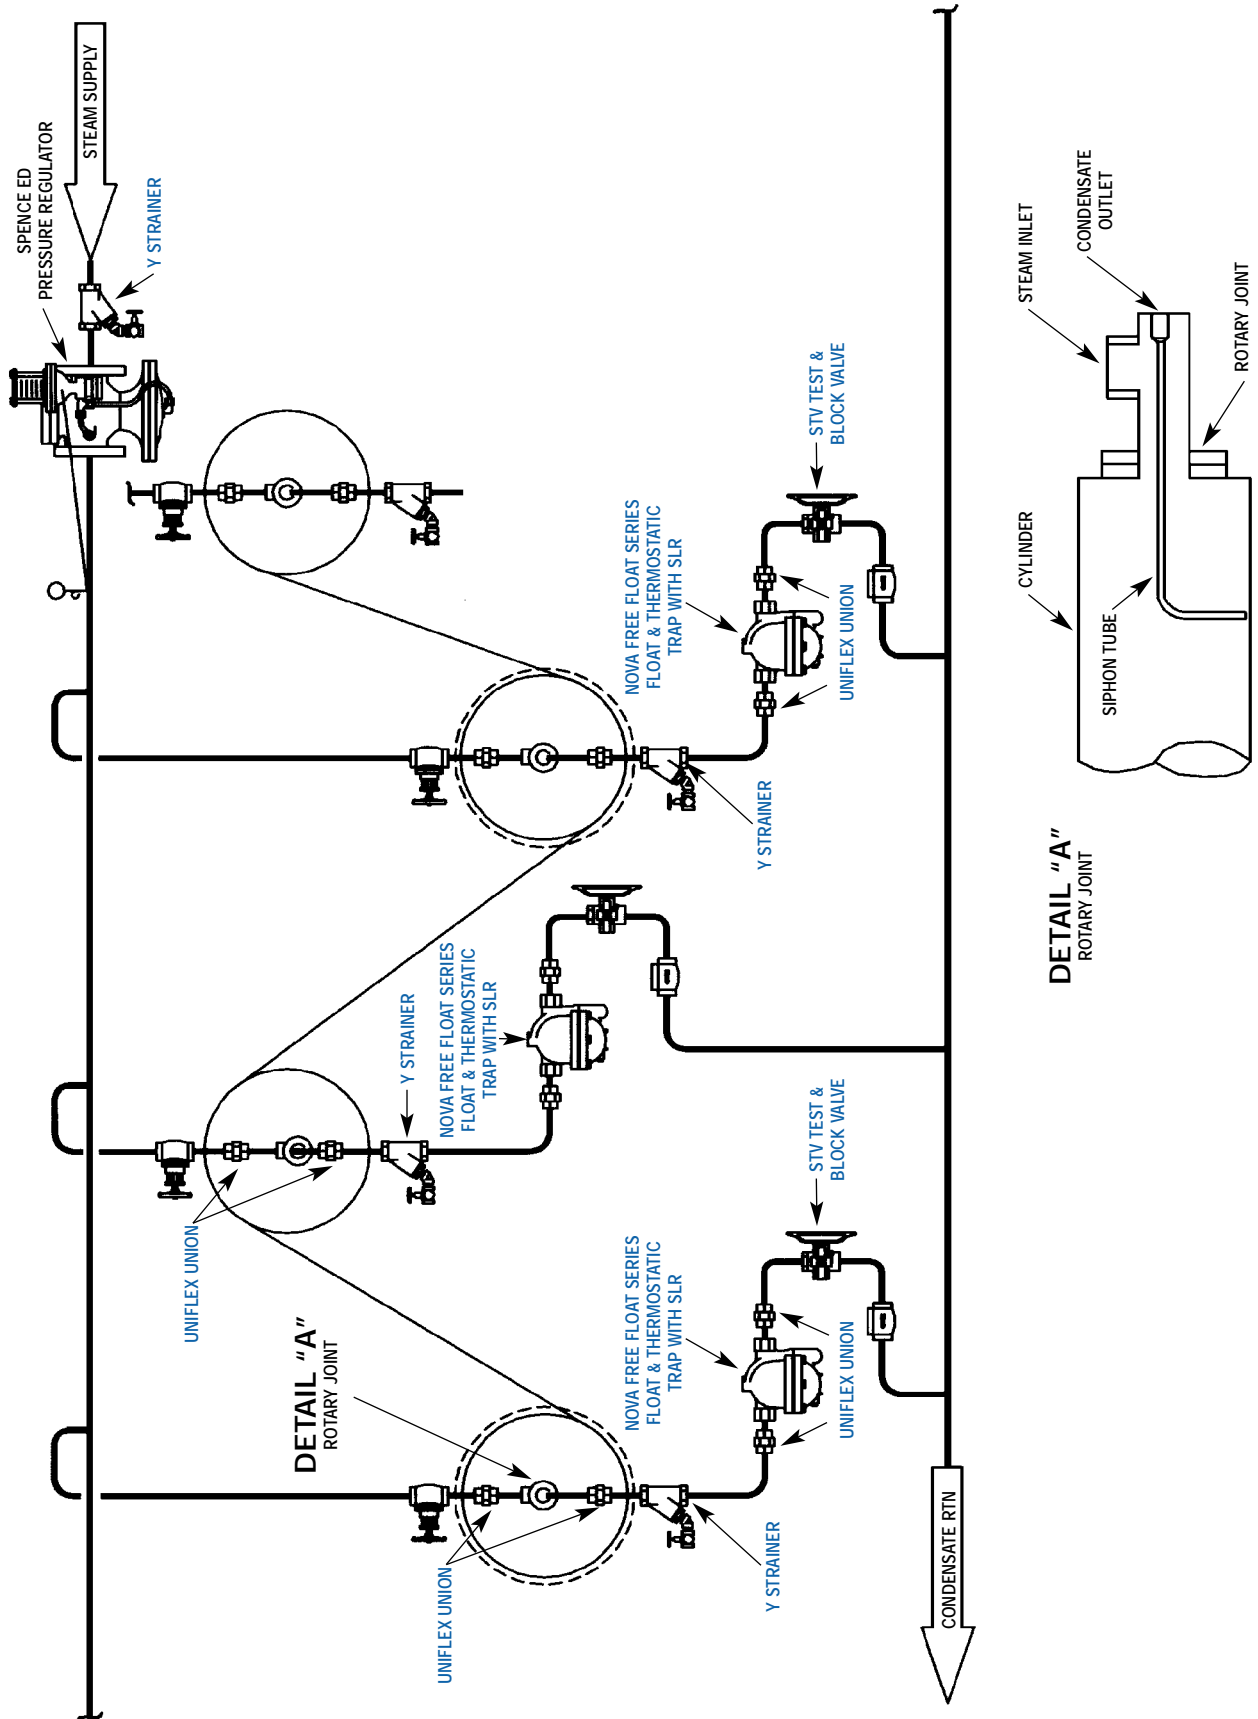 STEAM SUPPLY
SPENCE ED
PRESSURE REGULATOR
Y STRAINER
STV TEST &
BLOCK VALVE
NOVA FREE FLOAT SERIES
FLOAT & THERMOSTATIC
TRAP WITH SLR
UNIFLEX UNION
Y STRAINER
NOVA FREE FLOAT SERIES
FLOAT & THERMOSTATIC
TRAP WITH SLR
Y STRAINER
UNIFLEX UNION
STV TEST &
BLOCK VALVE
NOVA FREE FLOAT SERIES
FLOAT & THERMOSTATIC
TRAP WITH SLR
UNIFLEX UNION
DETAIL "A"
ROTARY JOINT
UNIFLEX UNION
Y STRAINER
CONDENSATE RTN
STEAM INLET
CONDENSATE
OUTLET
ROTARY JOINT
CYLINDER
SIPHON TUBE
DETAIL "A"
ROTARY JOINT